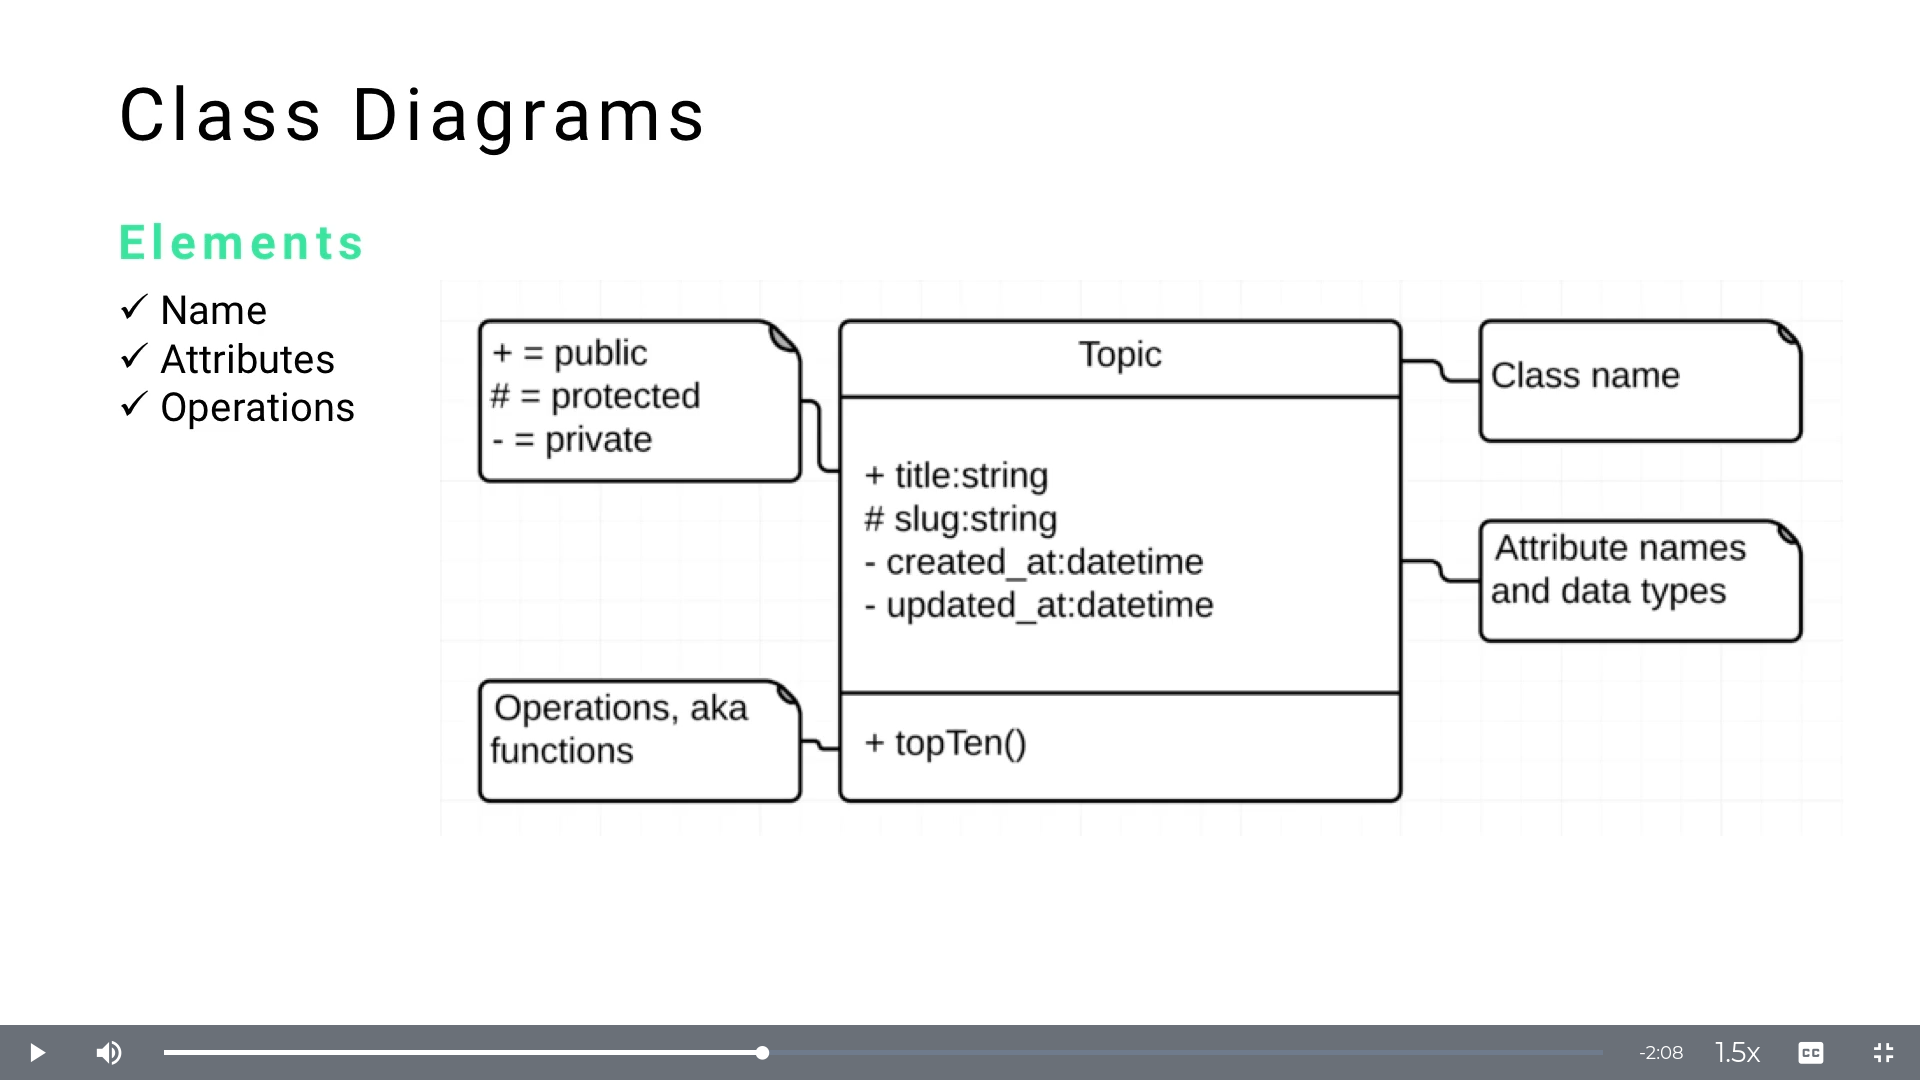 Class Diagrams
Elements
✓ Name
✓ Attributes
✓ Operations
+ = public
# = protected
- = private
Operations, aka
functions
Topic
+ title:string
# slug:string
- created_at:datetime
- updated_at:datetime
+ topTen()
Class name
Attribute names
and data types
-2:08
1.5x
CC